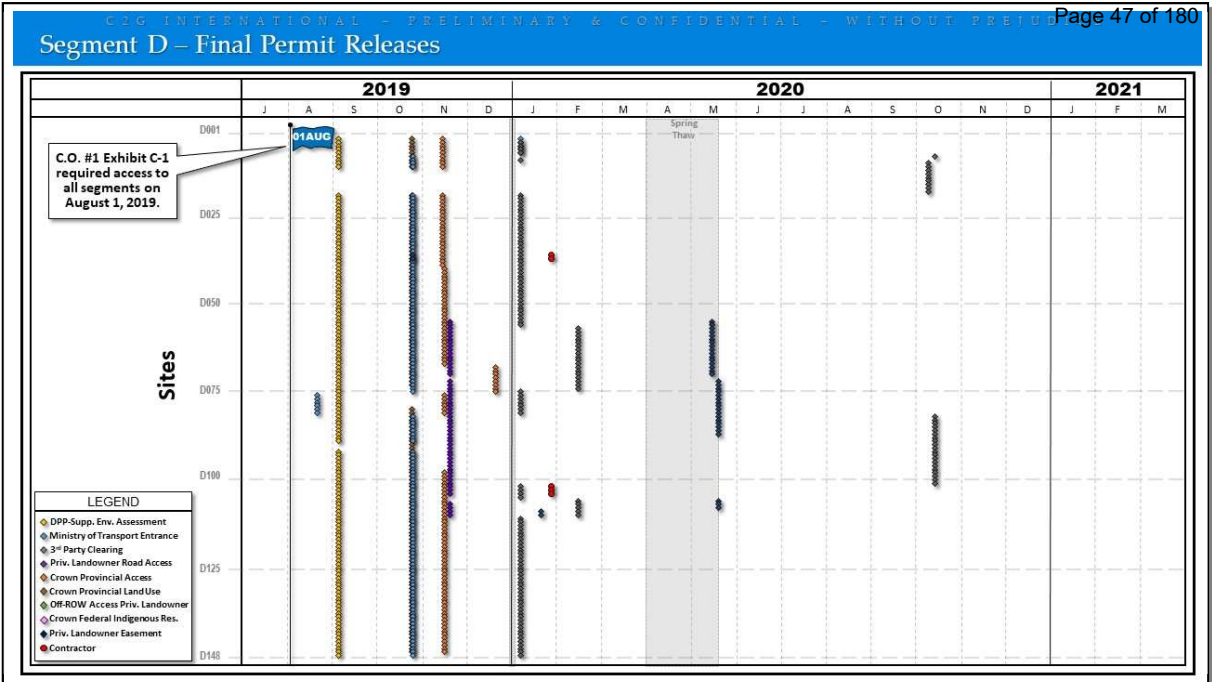 C2G INTERNATIONAL – PRELIMINARY & CONFIDENTIAL – WITHOUT PREJUD
Page 47 of 180
Segment D – Final Permit Releases
2019 2020 2021
J A S O N D J F M A M J J A S O N D J F M
Spring
Thaw
01AUG
C.O. #1 Exhibit C-1
required access to
all segments on
August 1, 2019.
Sites
D001
D025
D050
D075
D100
D125
D148
LEGEND
DPP-Supp. Env. Assessment
Ministry of Transport Entrance
3rd Party Clearing
Priv. Landowner Road Access
Crown Provincial Access
Crown Provincial Land Use
Off-ROW Access Priv. Landowner
Crown Federal Indigenous Res.
Priv. Landowner Easement
Contractor